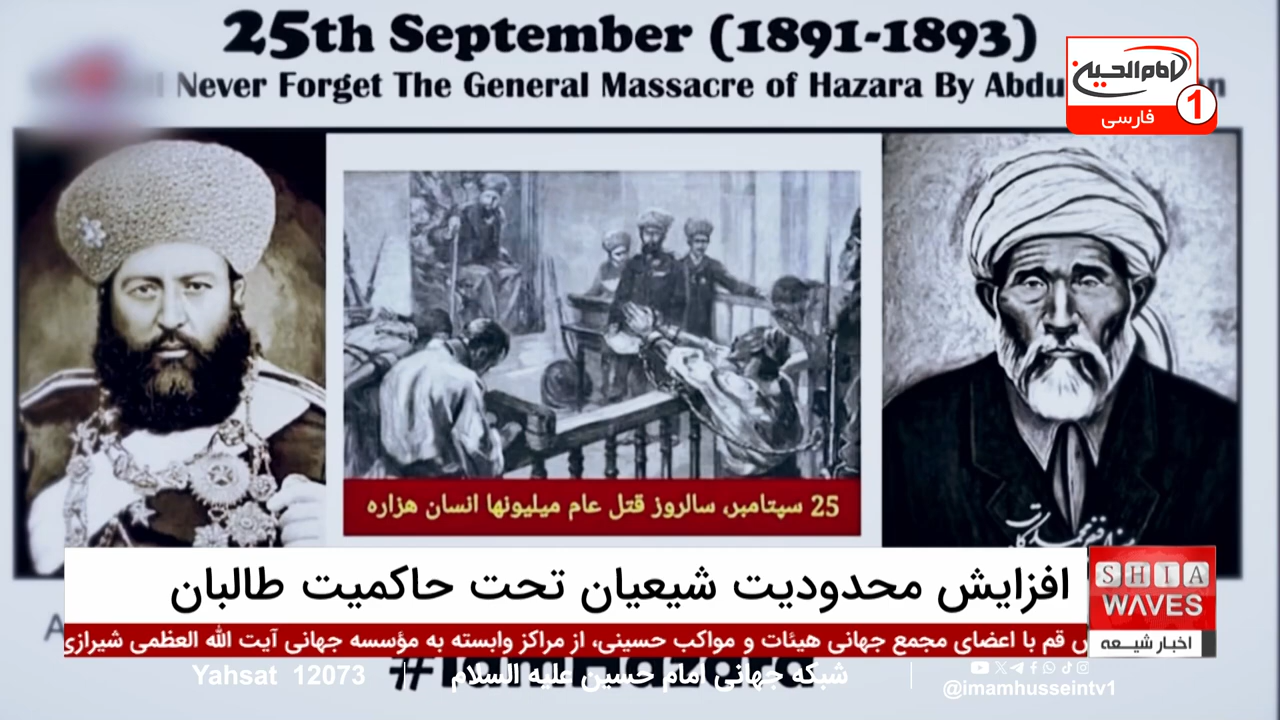 25th September (1891-1893)
Never Forget The General Massacre of Hazara By
امام الحسین
1
فارسی
25 سپتامبر، سالروز قتل عام میلیونها انسان هزاره
افزایش محدودیت شیعیان تحت حاکمیت طالبان
SHIA
WAVES
اخبار شیعه
قم با اعضای مجمع جهانی هیئات و مواکب حسینی، از مراکز وابسته به مؤسسه جهانی آیت الله العظمی شیرازی
Yahsat 12073
شبکه جهانی امام حسین علیه السلام
@imamhusseintv1